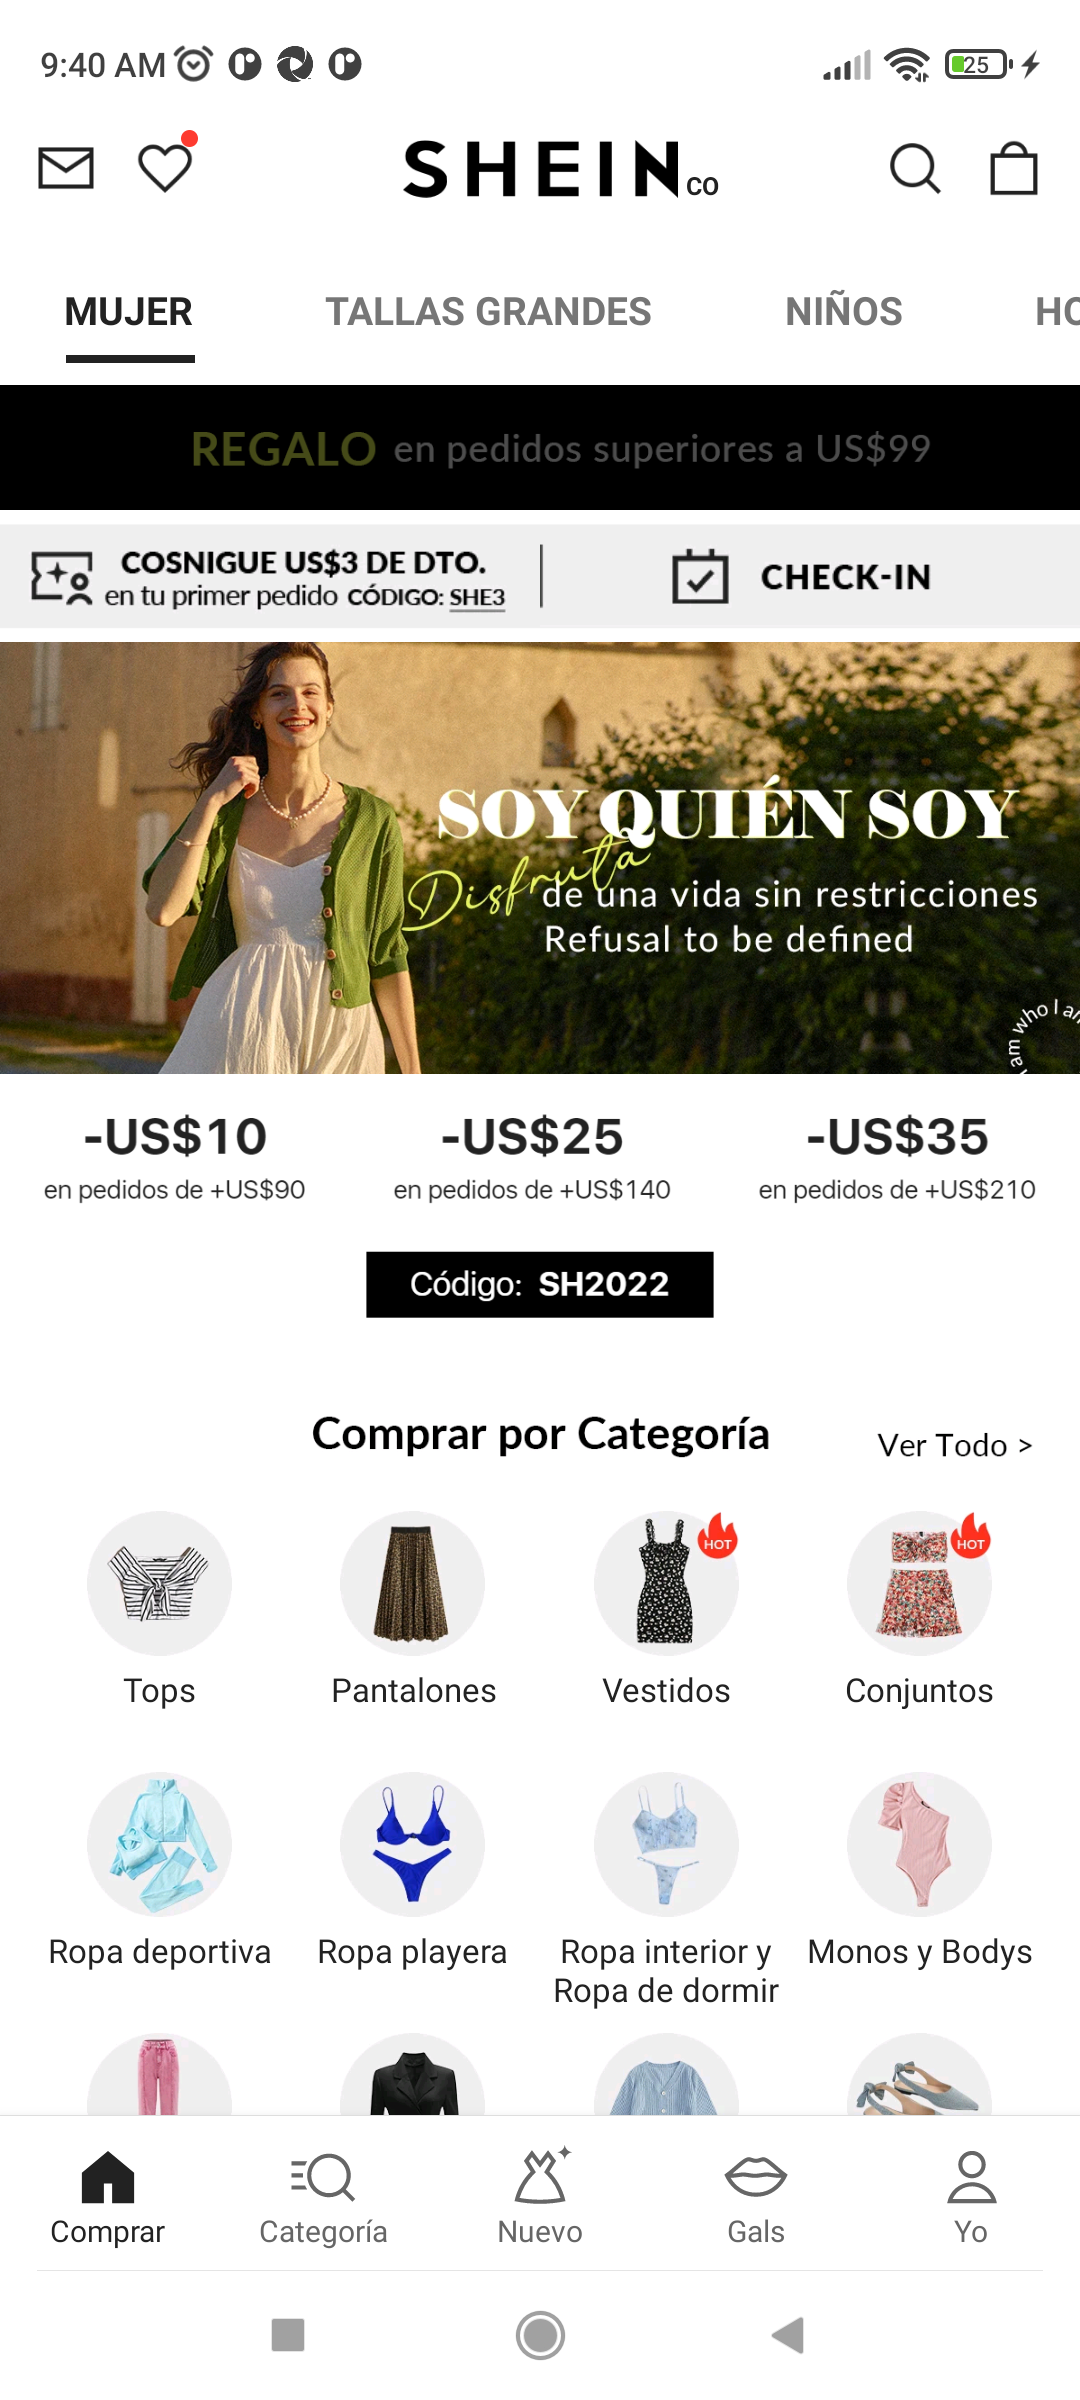 9:40 AM
25
SHEIN CO
MUJER TALLAS GRANDES NIÑOS HO
REGALO en pedidos superiores a US$99
COSNIGUE US$3 DE DTO.
en tu primer pedido CÓDIGO: SHE3
CHECK-IN
SOY QUIÉN SOY
Disfruta
de una vida sin restricciones
Refusal to be defined
I am who I am
-US$10 -US$25 -US$35
en pedidos de +US$90 en pedidos de +US$140 en pedidos de +US$210
Código: SH2022
Comprar por Categoría
Ver Todo >
HOT HOT
Tops Pantalones Vestidos Conjuntos
Ropa deportiva Ropa playera Ropa interior y Monos y Bodys
Ropa de dormir
Comprar Categoría Nuevo Gals Yo